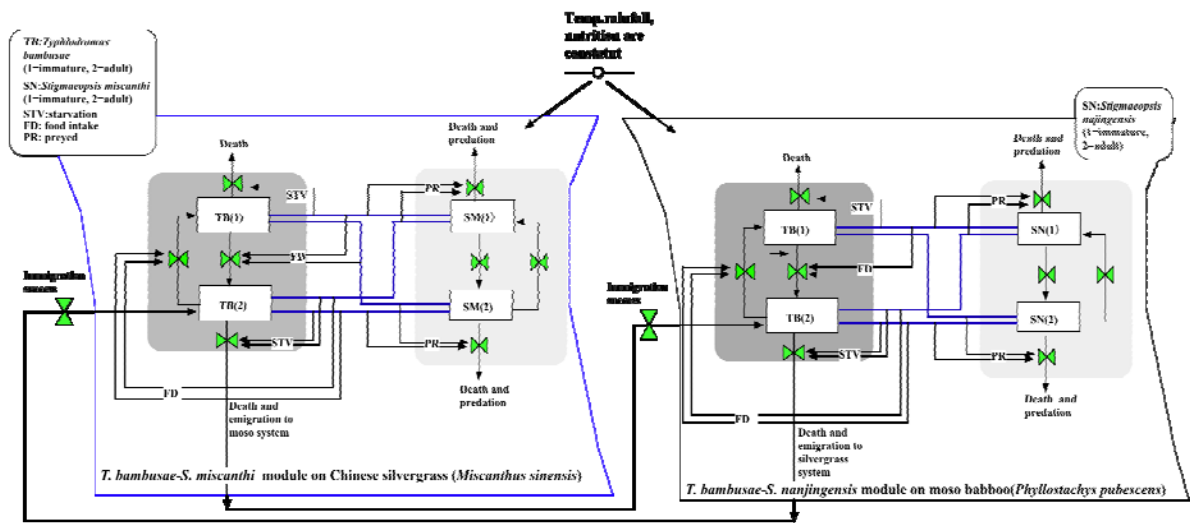 Temp.rainfall,
nutrition are
constetut
TB:Typhlodromus
bambusae
(1-immature, 2-adult)
SN:Stigmaeopsis miscanthi
(1-immature, 2-adult)
STV:starvation
FD: food intake
PR: preyed
SN:Stigmaeopsis
najingensis
(1-immature,
2-adult)
Death
Death and
predation
STV
PR
TB(1)
SM(1)
FD
Immigration
TB(2)
SM(2)
STV
PR
FD
Death and
emigration to
moso system
Death and
predation
T. bambusae-S. miscanthi module on Chinese silvergrass (Miscanthus sinensis)
Death
Death and
predation
STV
PR
TB(1)
SN(1)
FD
Immigration
TB(2)
SN(2)
STV
PR
FD
Death and
emigration to
silvergrass
system
Death and
predation
T. bambusae-S. nanjingensis module on moso babboo(Phyllostachys pubescens)